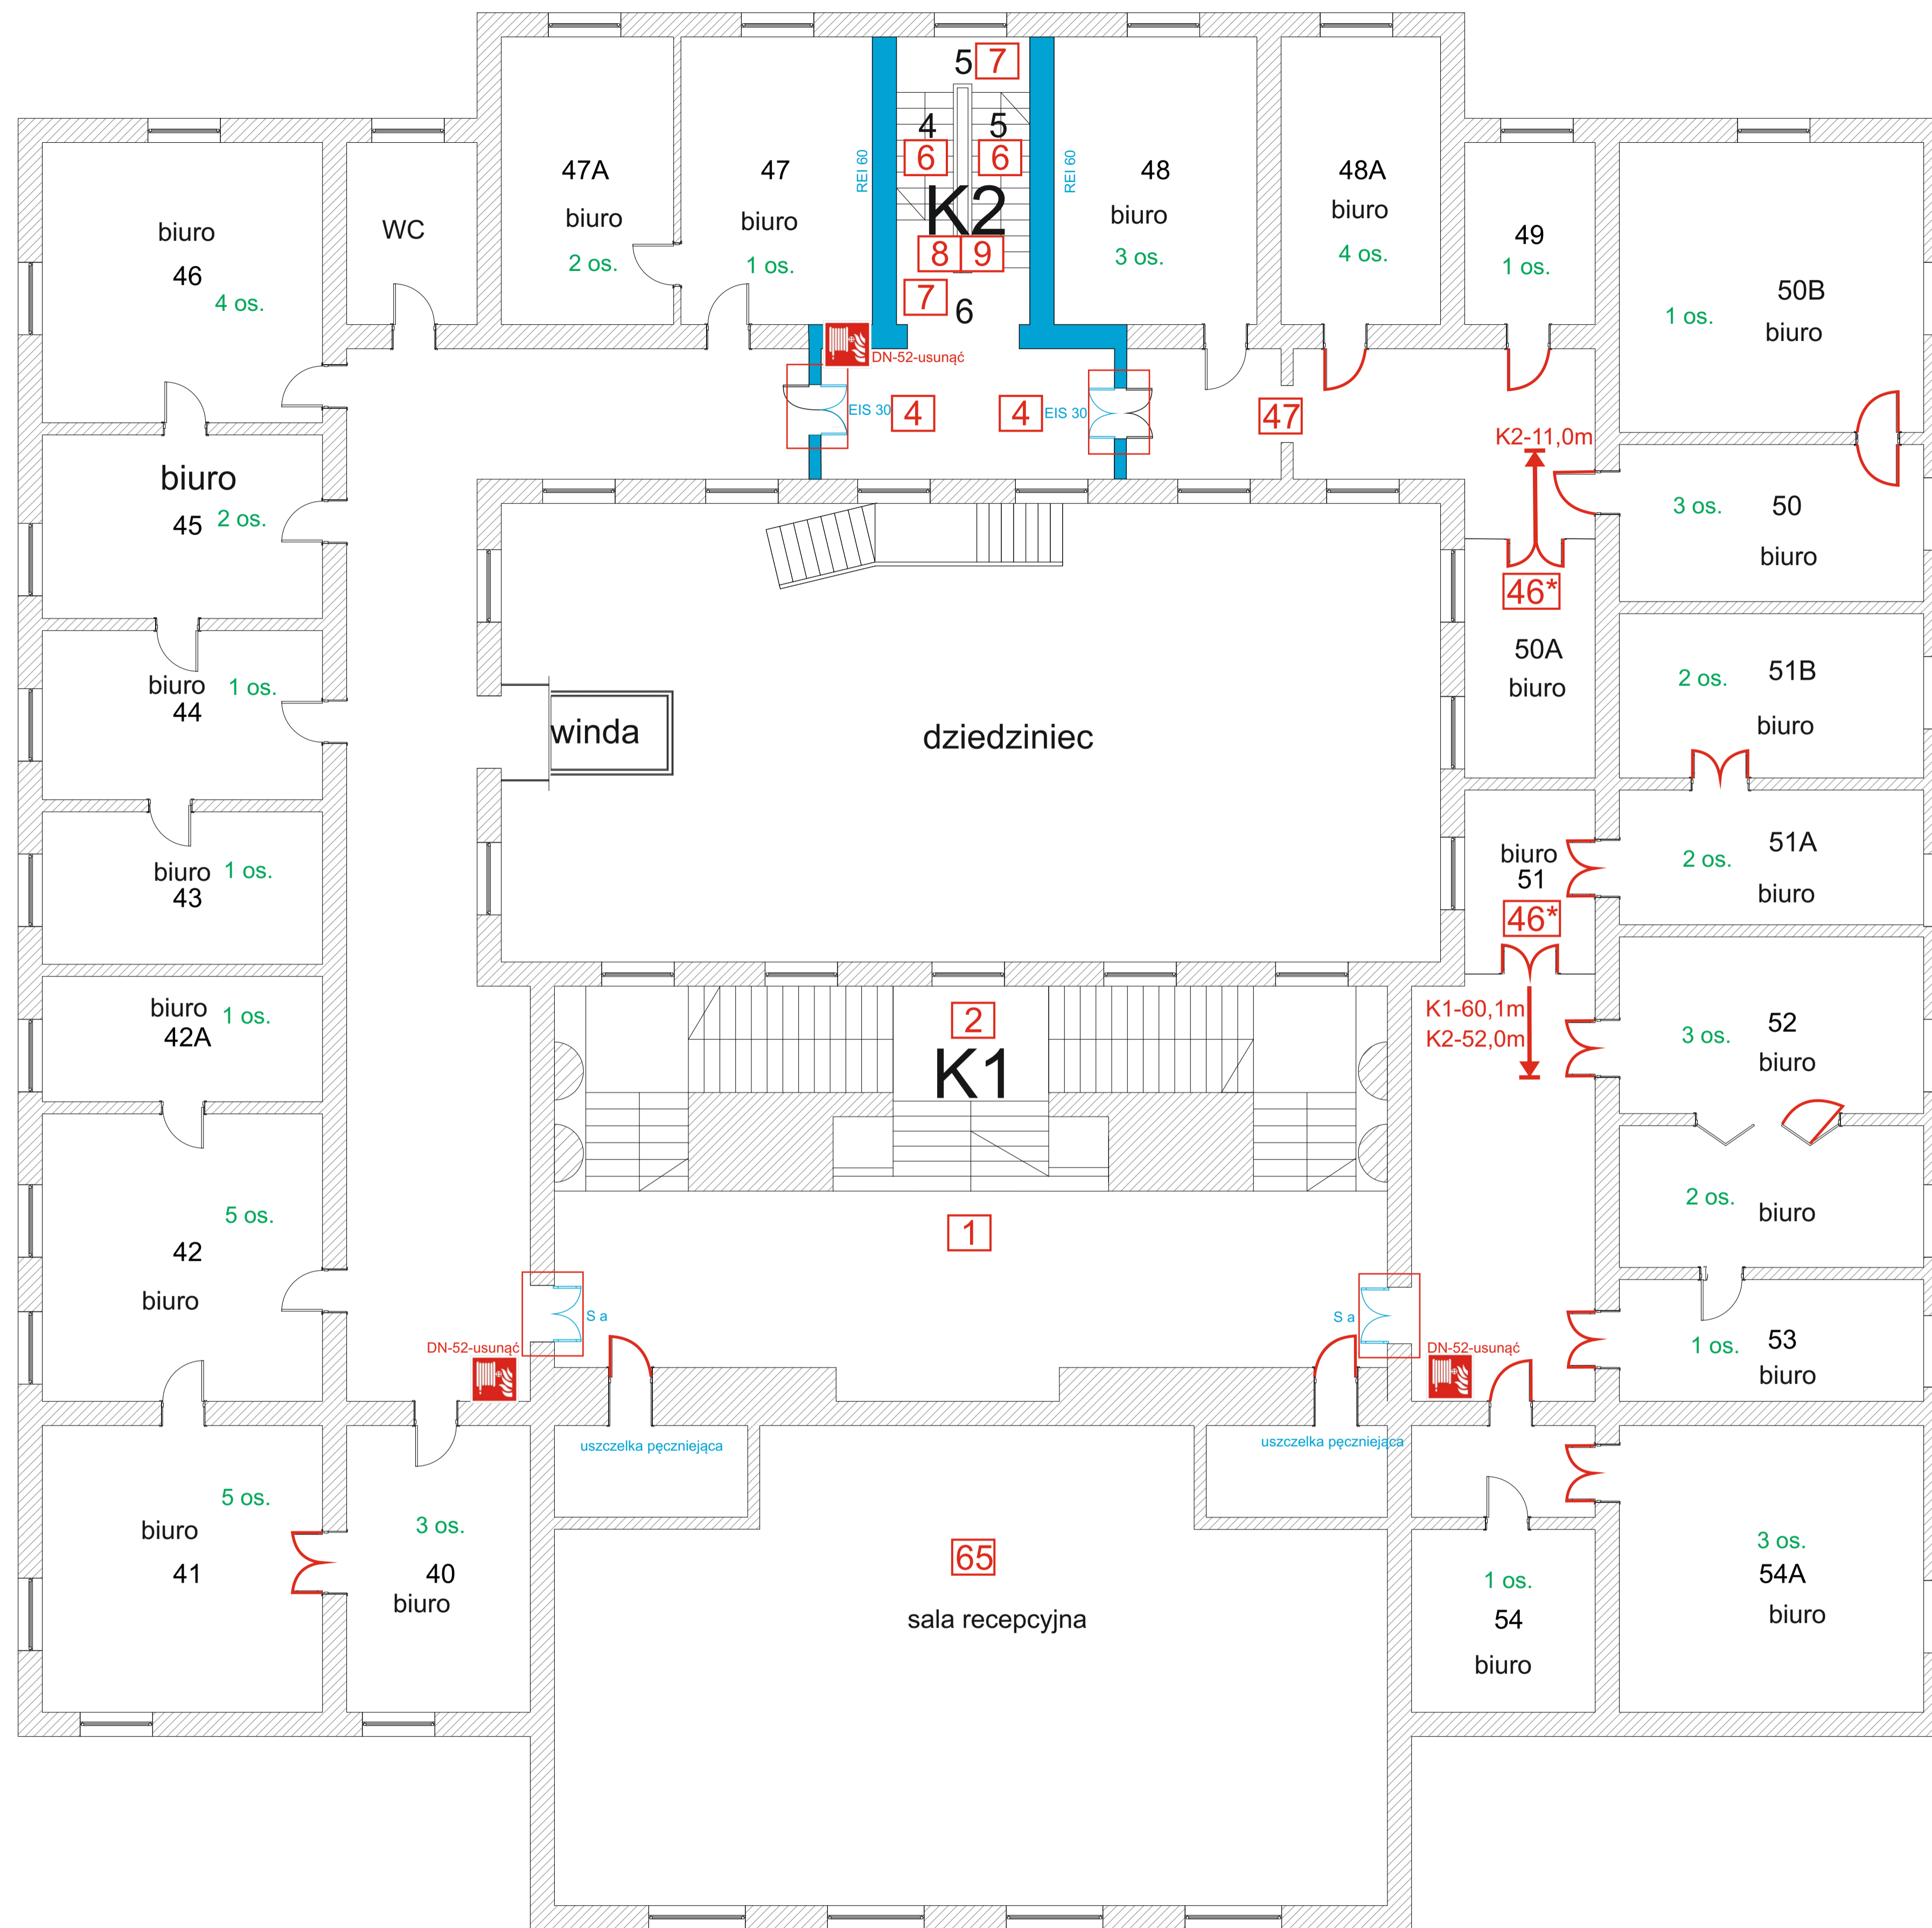 5 7
4 5
6 6
K2
8 9
7 6
REI 60
REI 60
47A
biuro
2 os.
47
biuro
1 os.
48
biuro
3 os.
48A
biuro
4 os.
49
1 os.
WC
biuro
46
4 os.
50B
1 os.
biuro
DN-52-usunąć
EIS 30
4
4
EIS 30
47
K2-11,0m
biuro
45 2 os.
3 os. 50
biuro
46*
50A
biuro
biuro 1 os.
44
winda
dziedziniec
2 os. 51B
biuro
biuro 1 os.
43
biuro
51
46*
51A
2 os.
biuro
biuro 1 os.
42A
2
K1
K1-60,1m
K2-52,0m
52
3 os.
biuro
5 os.
42
biuro
1
2 os. biuro
S a
S a
DN-52-usunąć
DN-52-usunąć
53
1 os.
biuro
uszczelka pęczniejąca
uszczelka pęczniejąca
5 os.
biuro
41
3 os.
40
biuro
65
sala recepcyjna
1 os.
54
biuro
3 os.
54A
biuro